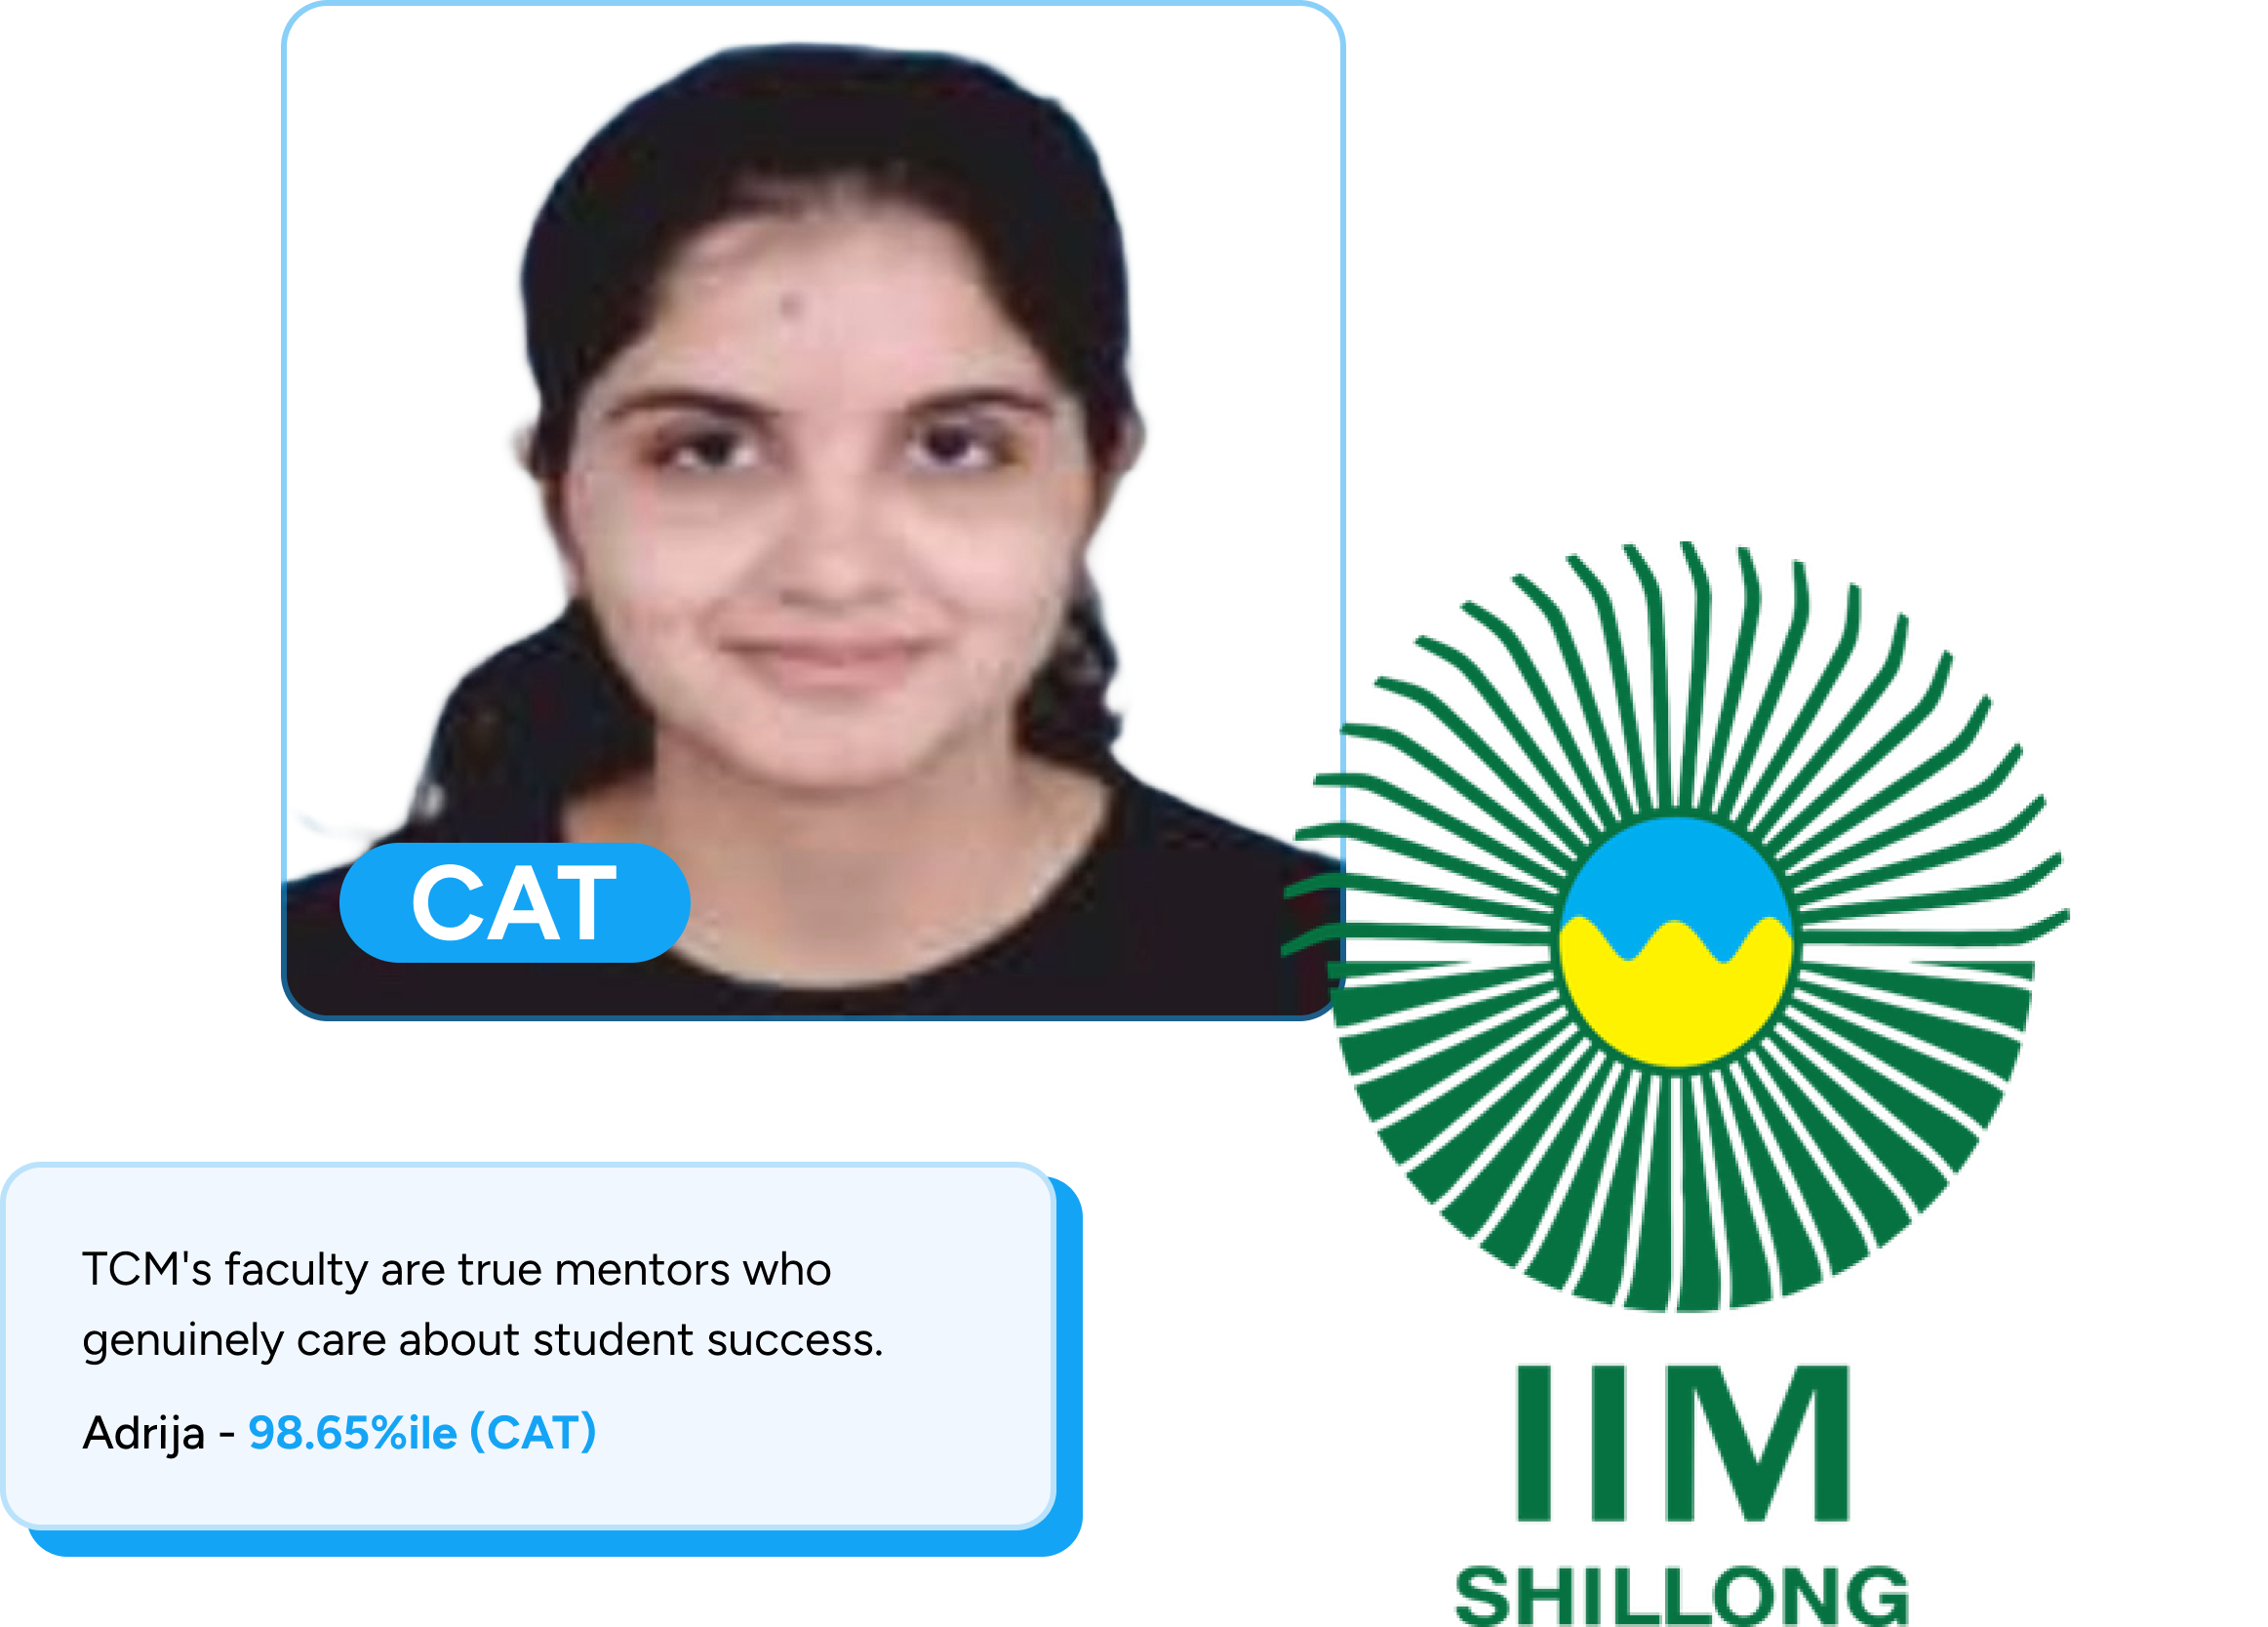 CAT
TCM's faculty are true mentors who
genuinely care about student success.
Adrija - 98.65%ile (CAT)
IIM
SHILLONG